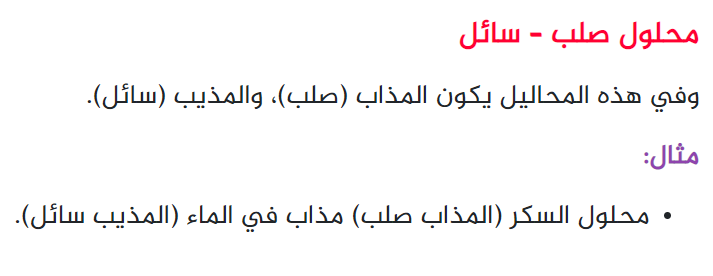 محلول صلب – سائل
وفي هذه المحاليل يكون المذاب (صلب)، والمذيب (سائل).
مثال:
• محلول السكر (المذاب صلب) مذاب في الماء (المذيب سائل).